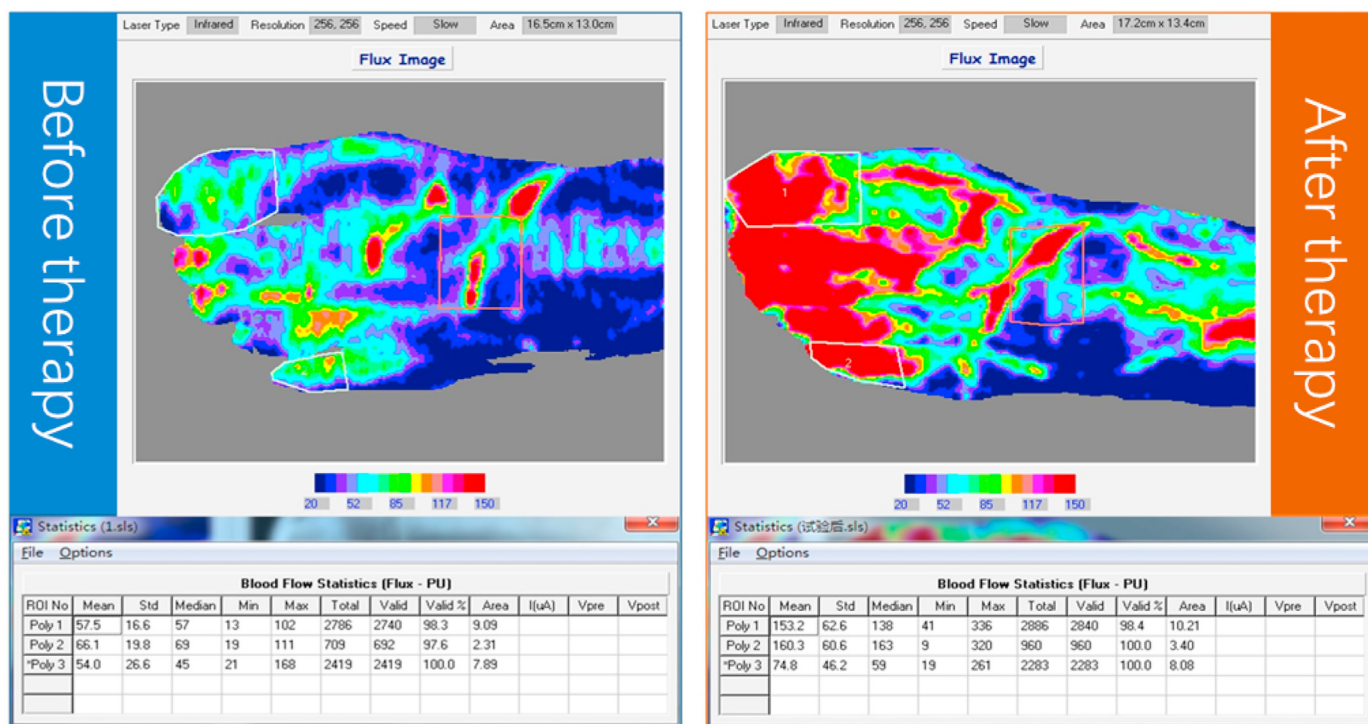 Before therapy
Laser Type Infrared Resolution 256, 256 Speed Slow Area 16.5cm x 13.0cm
Flux Image
20 52 85 117 150
Statistics (1.sls)
File Options
Blood Flow Statistics (Flux - PU)
ROI No Mean Std Median Min Max Total Valid Valid % Area I(uA) Vpre Vpost
Poly 1 57.5 16.6 57 13 102 2786 2740 98.3 9.09
Poly 2 66.1 19.8 69 19 111 709 692 97.6 2.31
*Poly 3 54.0 26.6 45 21 168 2419 2419 100.0 7.89
Laser Type Infrared Resolution 256, 256 Speed Slow Area 17.2cm x 13.4cm
Flux Image
1
2
20 52 85 117 150
After therapy
Statistics (试验后.sls)
File Options
Blood Flow Statistics (Flux - PU)
ROI No Mean Std Median Min Max Total Valid Valid % Area I(uA) Vpre Vpost
Poly 1 153.2 62.6 138 41 336 2886 2840 98.4 10.21
Poly 2 160.3 60.6 163 9 320 960 960 100.0 3.40
*Poly 3 74.8 46.2 59 19 261 2283 2283 100.0 8.08